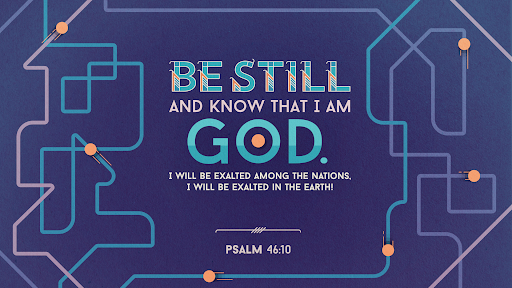 BE STILL
AND KNOW THAT I AM
GOD.
I WILL BE EXALTED AMONG THE NATIONS,
I WILL BE EXALTED IN THE EARTH!
PSALM 46:10